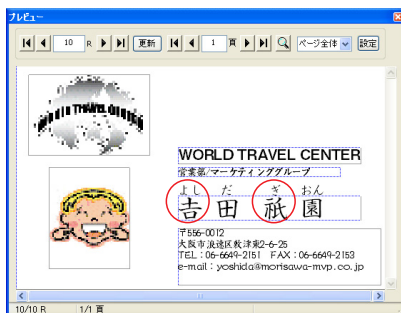 プレビュー
10 R 更新 1 頁 ページ全体 設定
WORLD TRAVEL CENTER
WORLD TRAVEL CENTER
営業部/マーケティンググループ
よし だ ぎ おん
𠮷田 祇園
〒556-0012
大阪市浪速区敷津東2-6-25
TEL：06-6649-2151 FAX：06-6649-2153
e-mail：yoshida@morisawa-mvp.co.jp
10/10 R 1/1 頁